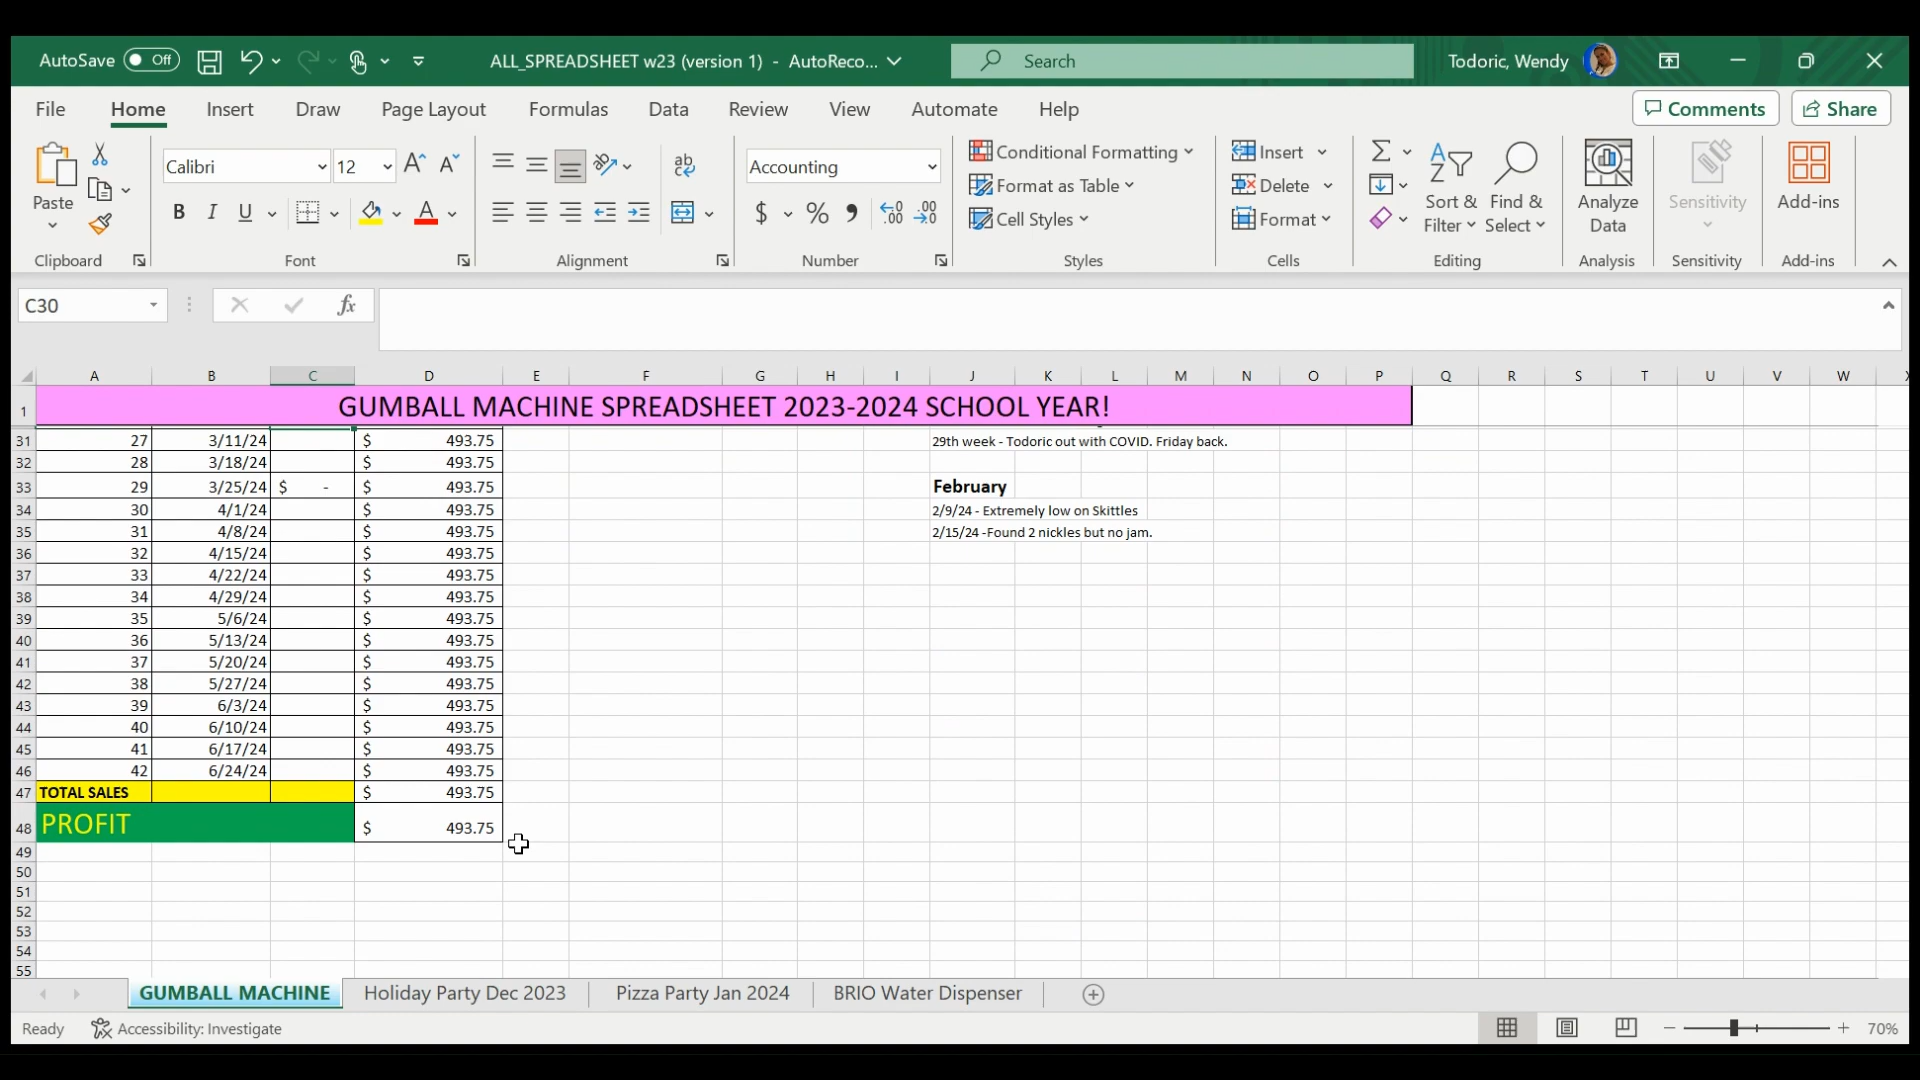 AutoSave Off ALL_SPREADSHEET w23 (version 1) - AutoReco... Search Todoric, Wendy
File Home Insert Draw Page Layout Formulas Data Review View Automate Help Comments Share
Paste Calibri 12 B I U ab Accounting $ % Conditional Formatting Format as Table Cell Styles Insert Delete Format Sort & Filter Find & Select Analyze Data Sensitivity Add-ins
Clipboard Font Alignment Number Styles Cells Editing Analysis Sensitivity Add-ins
C30 fx
A B C D E F G H I J K L M N O P Q R S T U V W
1 GUMBALL MACHINE SPREADSHEET 2023-2024 SCHOOL YEAR!
31 27 3/11/24 $ 493.75 29th week - Todoric out with COVID. Friday back.
32 28 3/18/24 $ 493.75
33 29 3/25/24 $ - $ 493.75 February
34 30 4/1/24 $ 493.75 2/9/24 - Extremely low on Skittles
35 31 4/8/24 $ 493.75 2/15/24 -Found 2 nickles but no jam.
36 32 4/15/24 $ 493.75
37 33 4/22/24 $ 493.75
38 34 4/29/24 $ 493.75
39 35 5/6/24 $ 493.75
40 36 5/13/24 $ 493.75
41 37 5/20/24 $ 493.75
42 38 5/27/24 $ 493.75
43 39 6/3/24 $ 493.75
44 40 6/10/24 $ 493.75
45 41 6/17/24 $ 493.75
46 42 6/24/24 $ 493.75
47 TOTAL SALES $ 493.75
48 PROFIT $ 493.75
49
50
51
52
53
54
55
GUMBALL MACHINE Holiday Party Dec 2023 Pizza Party Jan 2024 BRIO Water Dispenser
Ready Accessibility: Investigate 70%